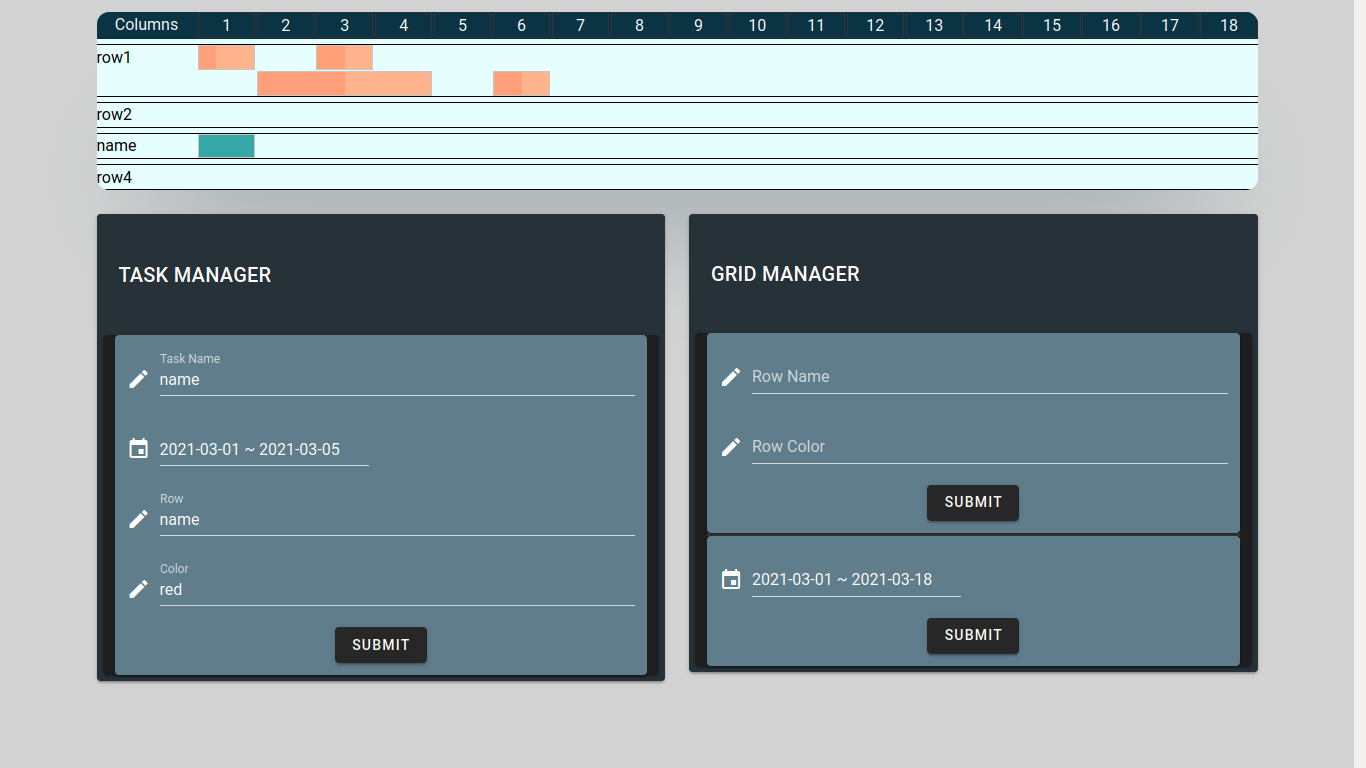 Columns 1 2 3 4 5 6 7 8 9 10 11 12 13 14 15 16 17 18
row1
row2
name
row4
TASK MANAGER
Task Name
name
2021-03-01 ~ 2021-03-05
Row
name
Color
red
SUBMIT
GRID MANAGER
Row Name
Row Color
SUBMIT
2021-03-01 ~ 2021-03-18
SUBMIT